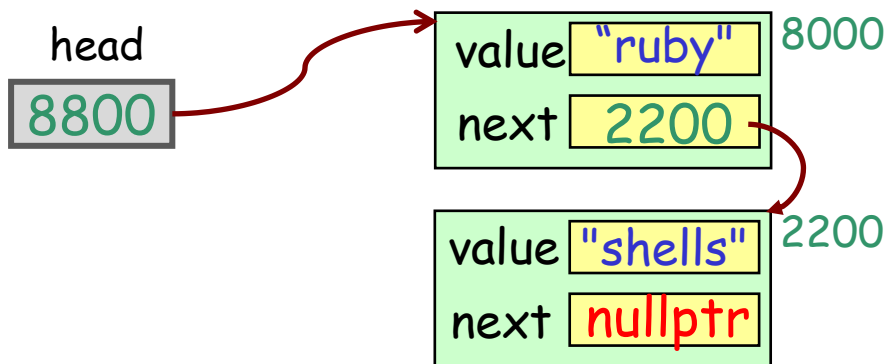 head
8800
value “ruby" 8000
next 2200
value "shells" 2200
next nullptr